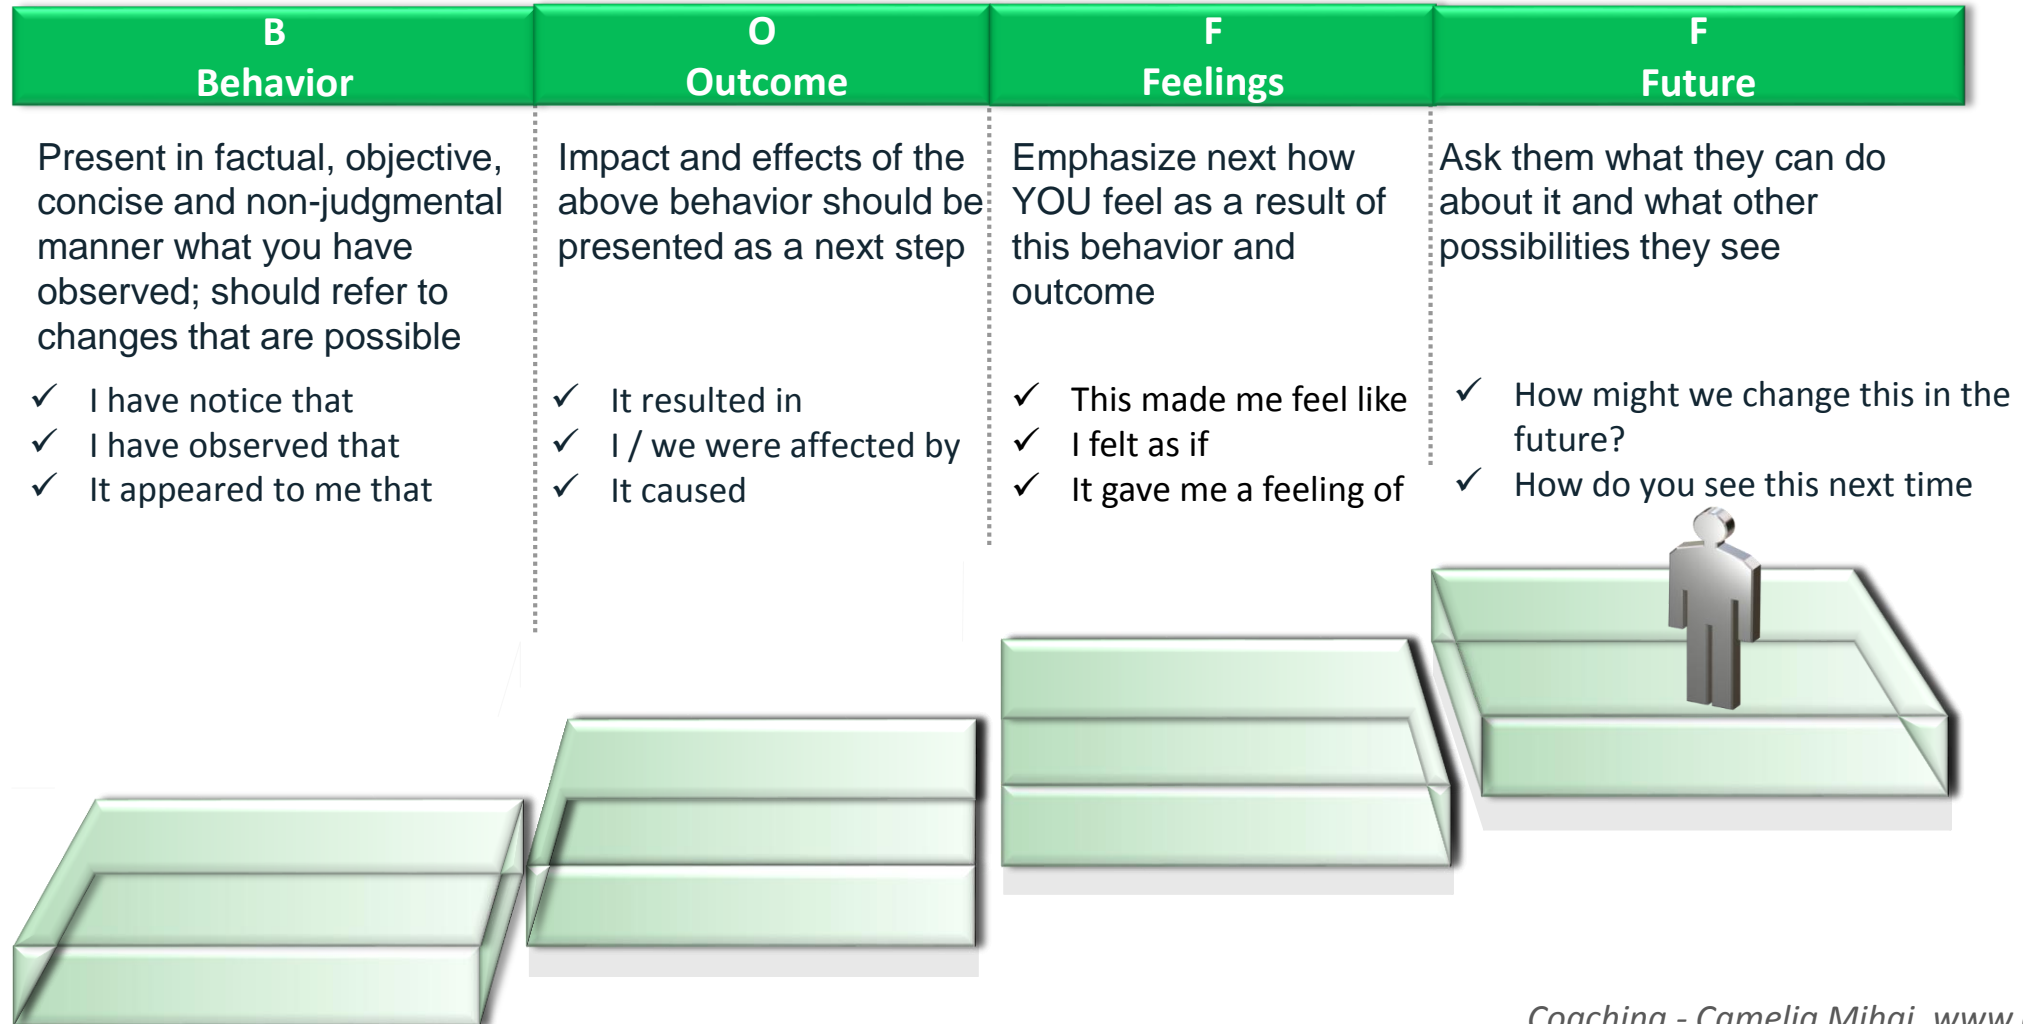 B
Behavior
O
Outcome
F
Feelings
F
Future
Present in factual, objective,
concise and non-judgmental
manner what you have
observed; should refer to
changes that are possible
✓ I have notice that
✓ I have observed that
✓ It appeared to me that
Impact and effects of the
above behavior should be
presented as a next step
✓ It resulted in
✓ I / we were affected by
✓ It caused
Emphasize next how
YOU feel as a result of
this behavior and
outcome
✓ This made me feel like
✓ I felt as if
✓ It gave me a feeling of
Ask them what they can do
about it and what other
possibilities they see
✓ How might we change this in the
future?
✓ How do you see this next time
Coaching - Camelia Mihai, www.